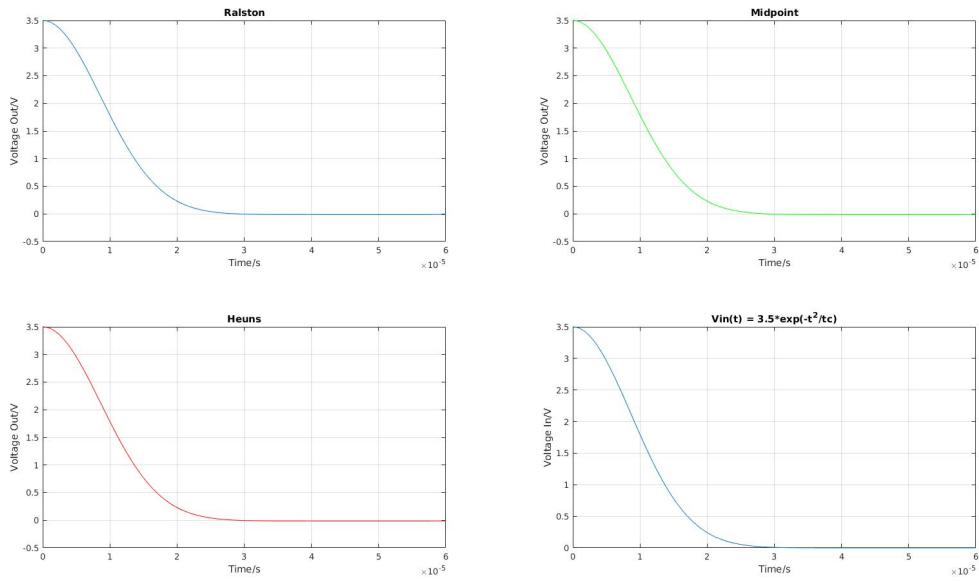 Ralston
3.5
3
2.5
2
1.5
1
0.5
0
-0.5
Voltage Out/V
0 1 2 3 4 5 6
Time/s
×10⁻⁵
Midpoint
3.5
3
2.5
2
1.5
1
0.5
0
-0.5
Voltage Out/V
0 1 2 3 4 5 6
Time/s
×10⁻⁵
Heuns
3.5
3
2.5
2
1.5
1
0.5
0
-0.5
Voltage Out/V
0 1 2 3 4 5 6
Time/s
×10⁻⁵
Vin(t) = 3.5*exp(-t²/tc)
3.5
3
2.5
2
1.5
1
0.5
0
Voltage In/V
0 1 2 3 4 5 6
Time/s
×10⁻⁵